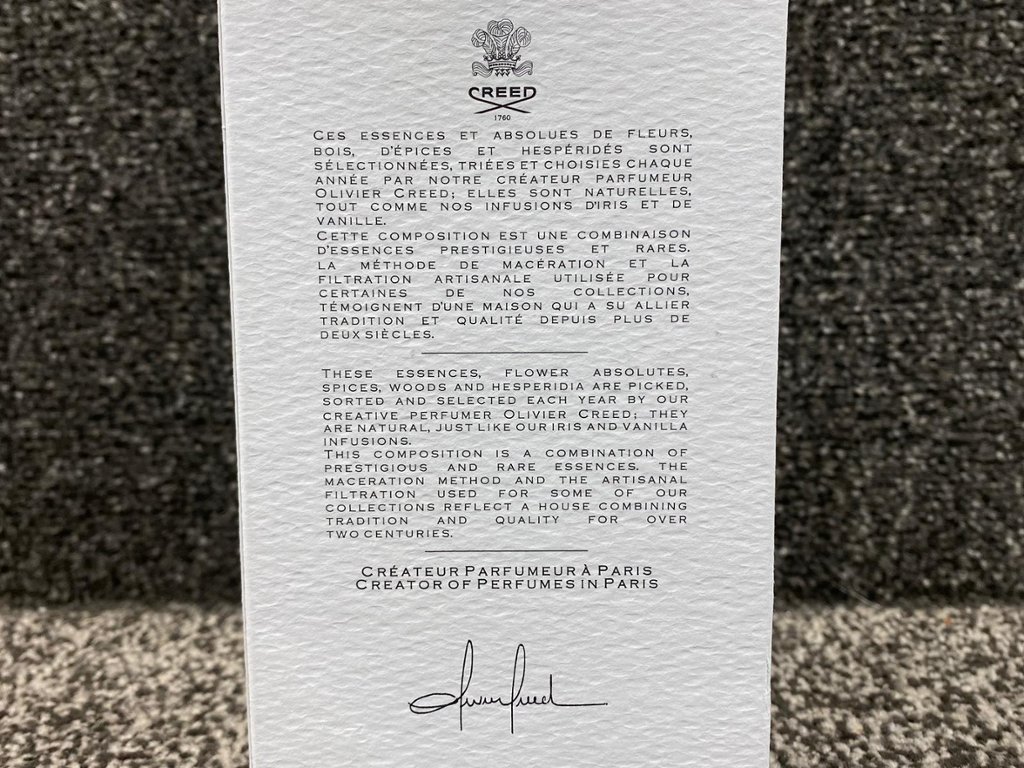 CREED
1760
CES ESSENCES ET ABSOLUES DE FLEURS,
BOIS, D'ÉPICES ET HESPÉRIDÉS SONT
SÉLECTIONNÉES, TRIÉES ET CHOISIES CHAQUE
ANNÉE PAR NOTRE CRÉATEUR PARFUMEUR
OLIVIER CREED; ELLES SONT NATURELLES,
TOUT COMME NOS INFUSIONS D'IRIS ET DE
VANILLE.
CETTE COMPOSITION EST UNE COMBINAISON
D'ESSENCES PRESTIGIEUSES ET RARES.
LA MÉTHODE DE MACÉRATION ET LA
FILTRATION ARTISANALE UTILISÉE POUR
CERTAINES DE NOS COLLECTIONS,
TÉMOIGNENT D'UNE MAISON QUI A SU ALLIER
TRADITION ET QUALITÉ DEPUIS PLUS DE
DEUX SIÈCLES.
THESE ESSENCES, FLOWER ABSOLUTES,
SPICES, WOODS AND HESPERIDIA ARE PICKED,
SORTED AND SELECTED EACH YEAR BY OUR
CREATIVE PERFUMER OLIVIER CREED; THEY
ARE NATURAL, JUST LIKE OUR IRIS AND VANILLA
INFUSIONS.
THIS COMPOSITION IS A COMBINATION OF
PRESTIGIOUS AND RARE ESSENCES. THE
MACERATION METHOD AND THE ARTISANAL
FILTRATION USED FOR SOME OF OUR
COLLECTIONS REFLECT A HOUSE COMBINING
TRADITION AND QUALITY FOR OVER
TWO CENTURIES.
CRÉATEUR PARFUMEUR À PARIS
CREATOR OF PERFUMES IN PARIS
Olivier Creed